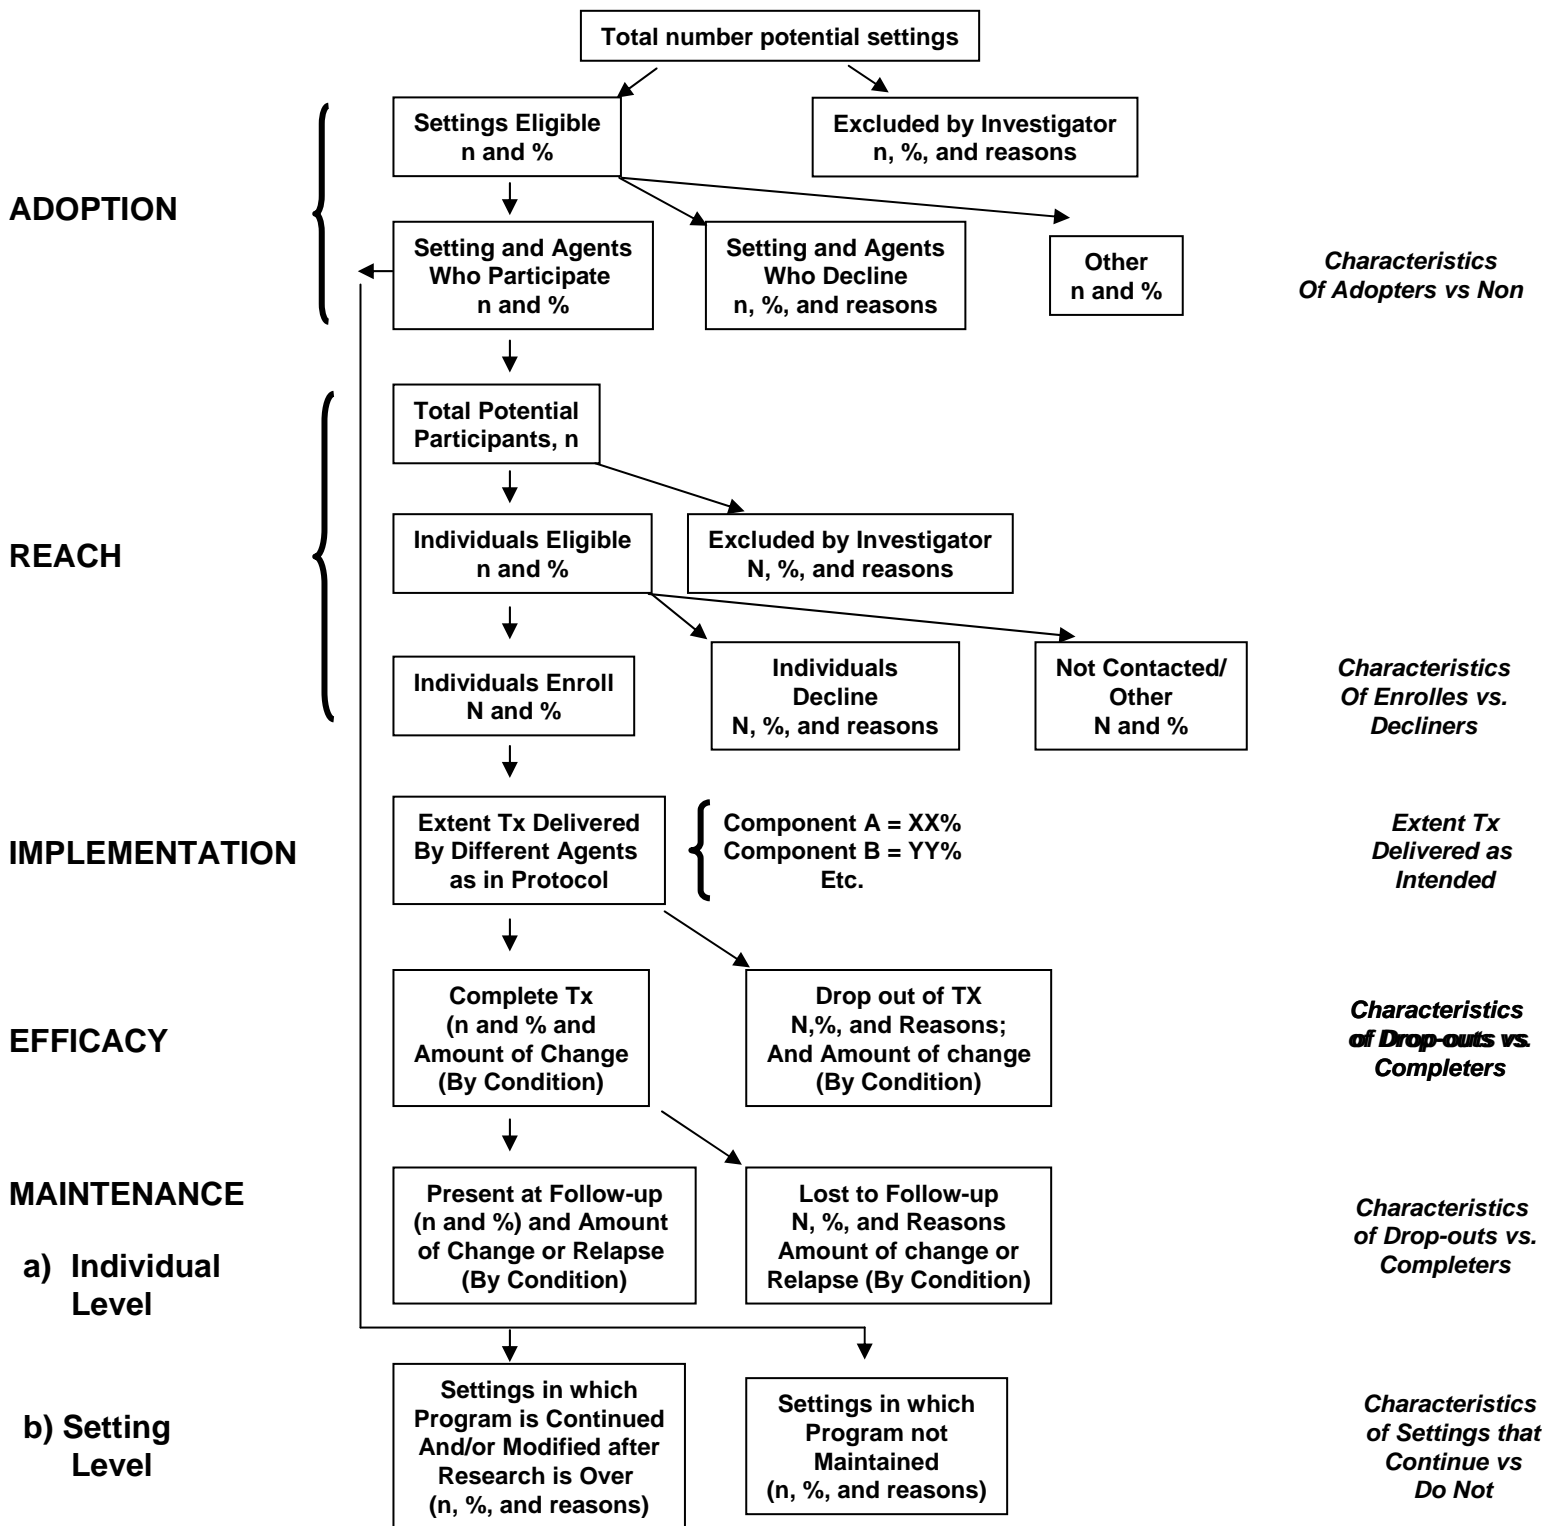 Total number potential settings
Settings Eligible
n and %
Excluded by Investigator
n, %, and reasons
ADOPTION
Setting and Agents
Who Participate
n and %
Setting and Agents
Who Decline
n, %, and reasons
Other
n and %
Characteristics
Of Adopters vs Non
Total Potential
Participants, n
REACH
Individuals Eligible
n and %
Excluded by Investigator
N, %, and reasons
Individuals Enroll
N and %
Individuals
Decline
N, %, and reasons
Not Contacted/
Other
N and %
Characteristics
Of Enrolles vs.
Decliners
IMPLEMENTATION
Extent Tx Delivered
By Different Agents
as in Protocol
Component A = XX%
Component B = YY%
Etc.
Extent Tx
Delivered as
Intended
EFFICACY
Complete Tx
(n and % and
Amount of Change
(By Condition)
Drop out of TX
N,%, and Reasons;
And Amount of change
(By Condition)
Characteristics
of Drop-outs vs.
Completers
MAINTENANCE
a) Individual
Level
Present at Follow-up
(n and %) and Amount
of Change or Relapse
(By Condition)
Lost to Follow-up
N, %, and Reasons
Amount of change or
Relapse (By Condition)
Characteristics
of Drop-outs vs.
Completers
b) Setting
Level
Settings in which
Program is Continued
And/or Modified after
Research is Over
(n, %, and reasons)
Settings in which
Program not
Maintained
(n, %, and reasons)
Characteristics
of Settings that
Continue vs
Do Not